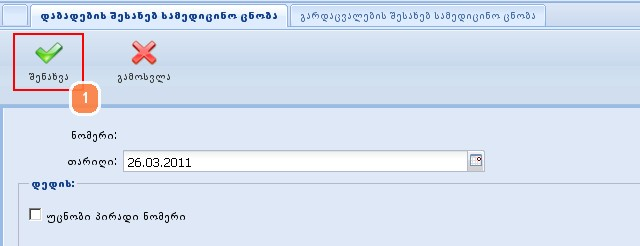 დაბადების შესახებ სამედიცინო ცნობა გარდაცვალების შესახებ სამედიცინო ცნობა
შენახვა გამოსვლა
1
ნომერი:
თარიღი: 26.03.2011
დედის:
უცნობი პირადი ნომერი